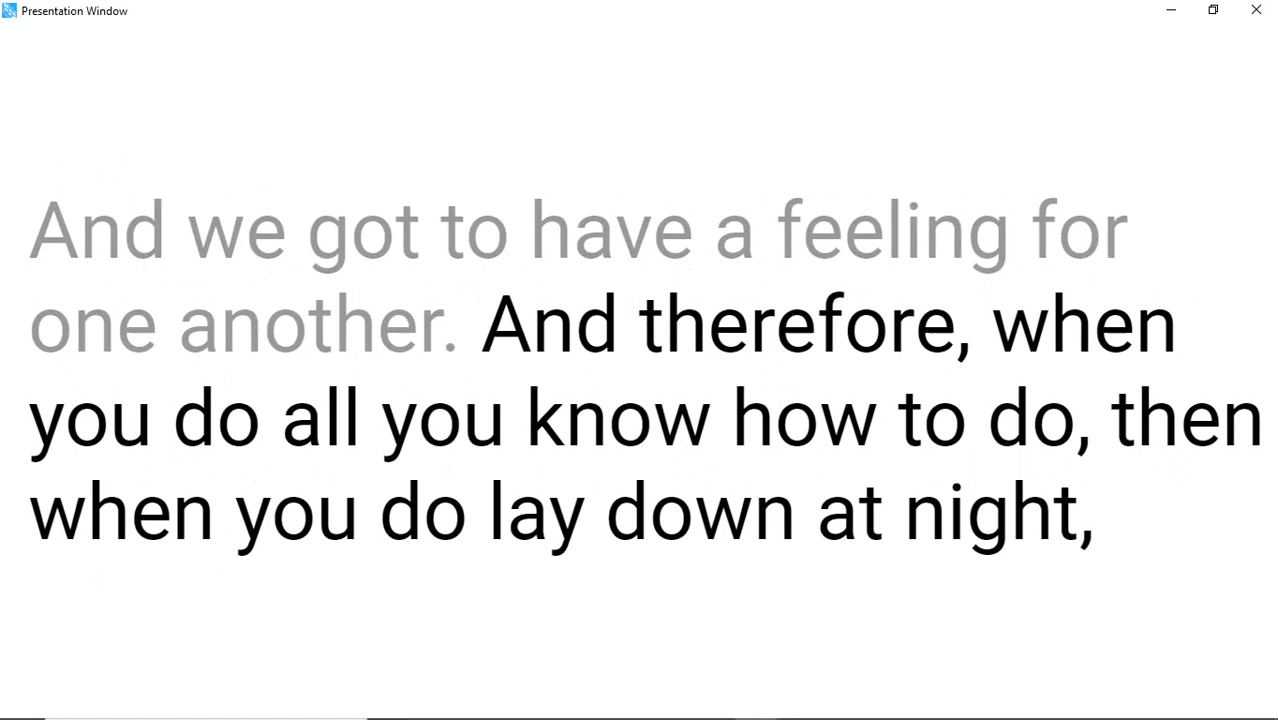 Presentation Window
And we got to have a feeling for
one another. And therefore, when
you do all you know how to do, then
when you do lay down at night,